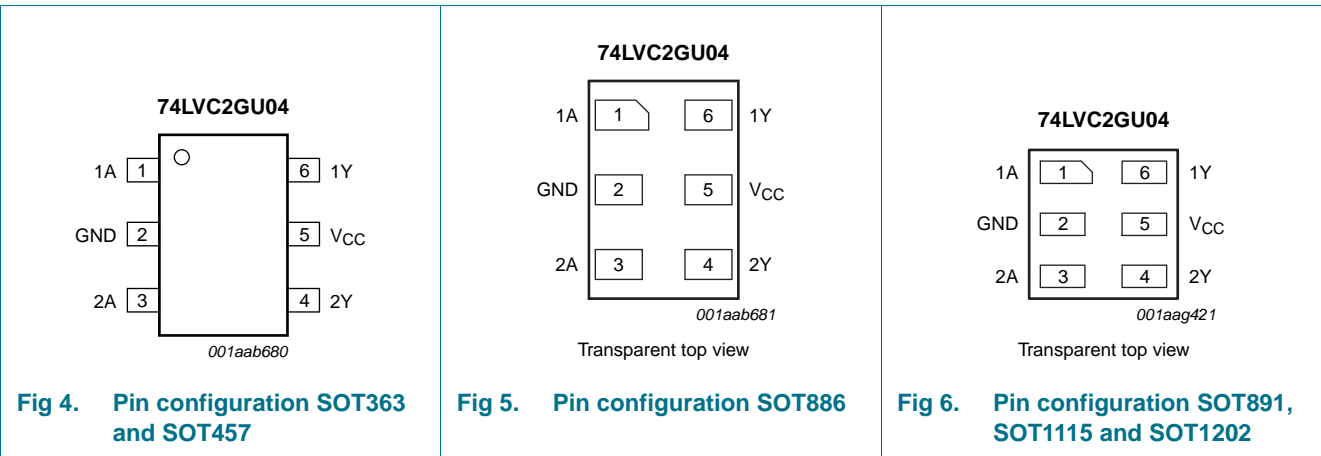 74LVC2GU04
1A 1 6 1Y
GND 2 5 VCC
2A 3 4 2Y
001aab680
Fig 4. Pin configuration SOT363
and SOT457
74LVC2GU04
1A 1 6 1Y
GND 2 5 VCC
2A 3 4 2Y
001aab681
Transparent top view
Fig 5. Pin configuration SOT886
74LVC2GU04
1A 1 6 1Y
GND 2 5 VCC
2A 3 4 2Y
001aag421
Transparent top view
Fig 6. Pin configuration SOT891,
SOT1115 and SOT1202